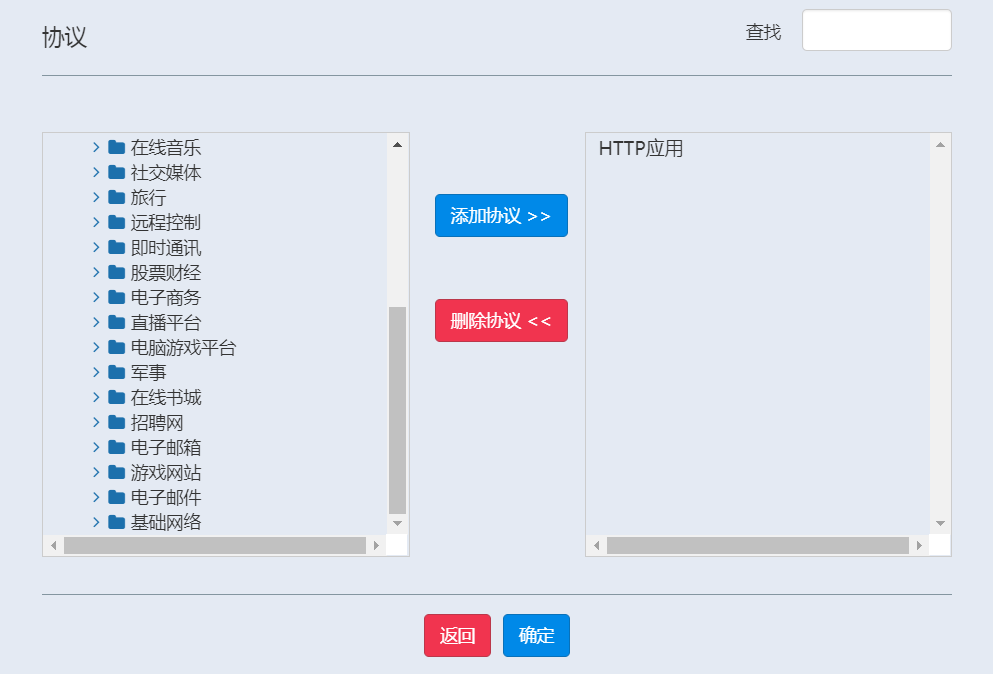 协议
查找
在线音乐
社交媒体
旅行
远程控制
即时通讯
股票财经
电子商务
直播平台
电脑游戏平台
军事
在线书城
招聘网
电子邮箱
游戏网站
电子邮件
基础网络
添加协议 >>
删除协议 <<
HTTP应用
返回
确定